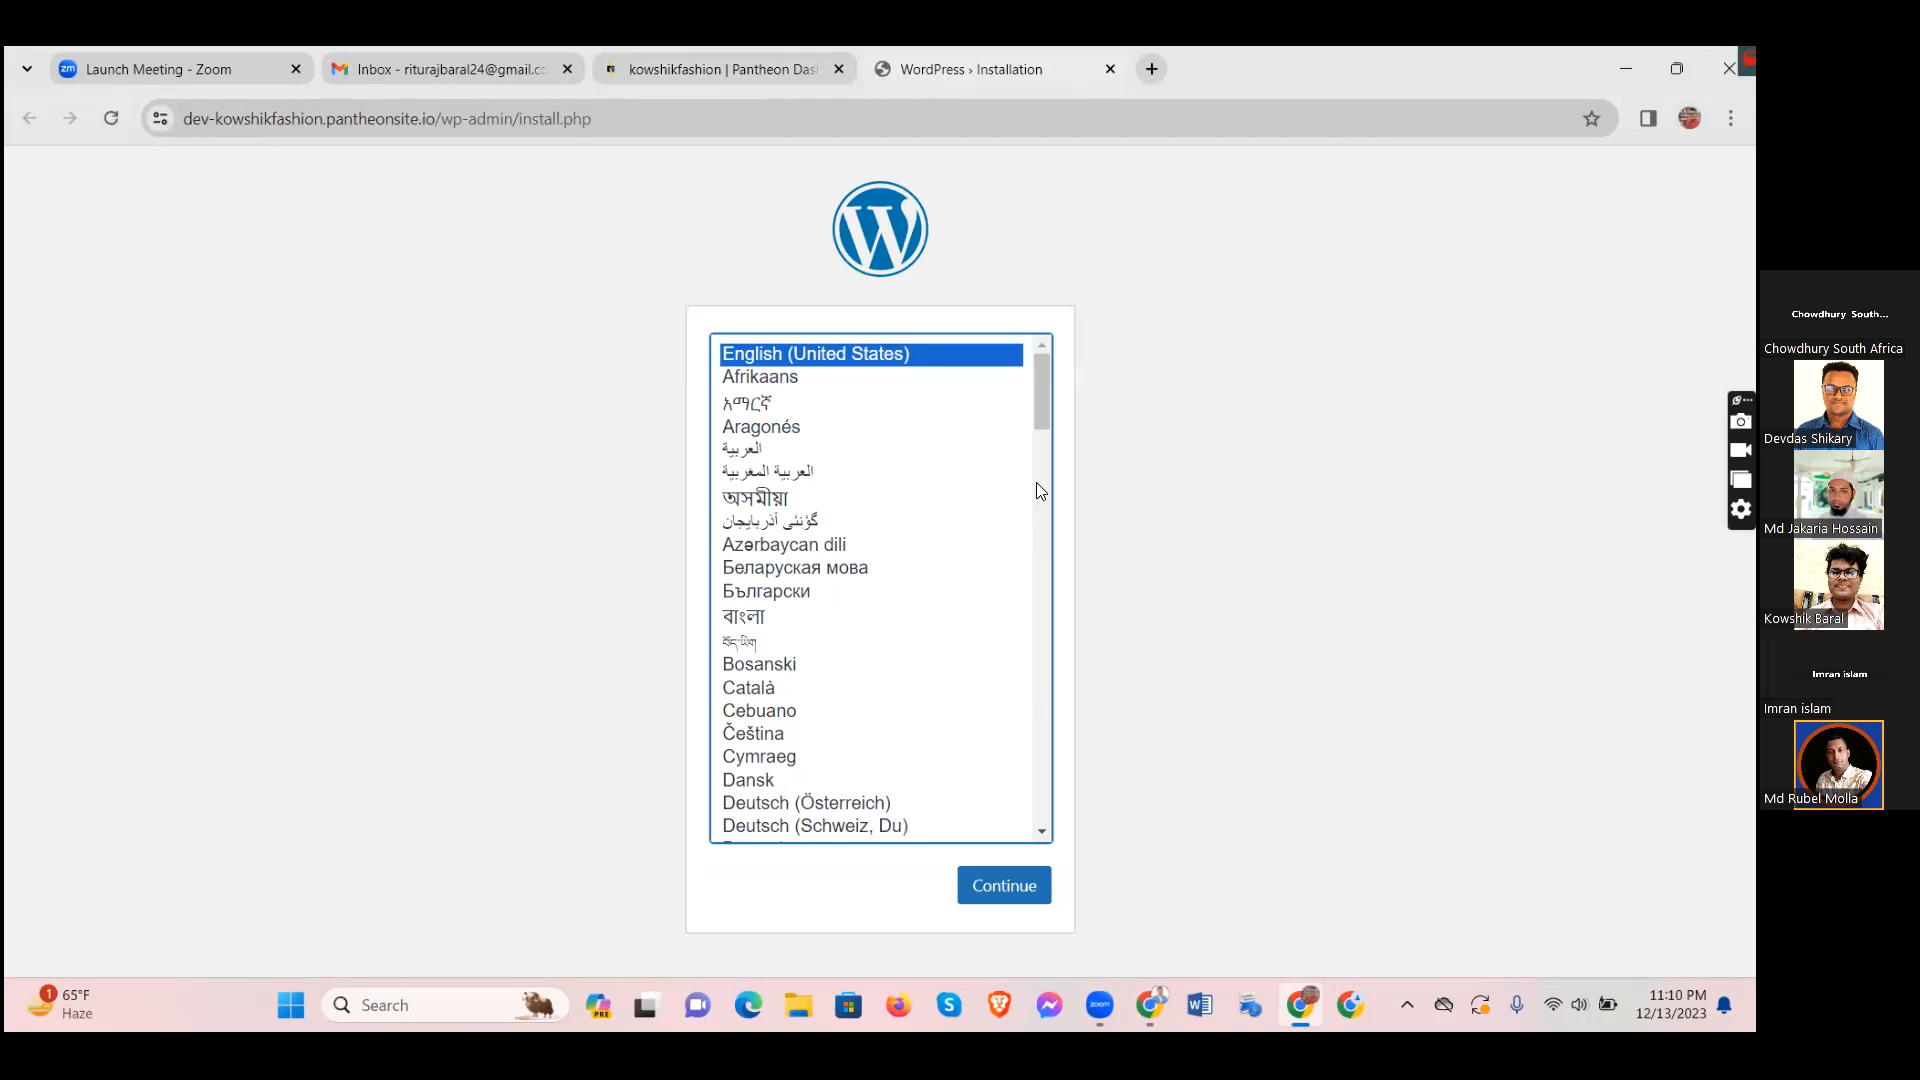 Launch Meeting - Zoom
Inbox - riturajbaral24@gmail.co
kowshikfashion | Pantheon Das
WordPress › Installation
dev-kowshikfashion.pantheonsite.io/wp-admin/install.php
English (United States)
Afrikaans
አማርኛ
Aragonés
العربية
العربية المغربية
অসমীয়া
گؤنئی آذربایجان
Azərbaycan dili
Беларуская мова
Български
বাংলা
བོད་ཡིག
Bosanski
Català
Cebuano
Čeština
Cymraeg
Dansk
Deutsch (Österreich)
Deutsch (Schweiz, Du)
Continue
Chowdhury South...
Chowdhury South Africa
Devdas Shikary
Md Jakaria Hossain
Kowshik Baral
Imran islam
Imran islam
Md Rubel Molla
1
65°F
Haze
Search
PRE
zoom
11:10 PM
12/13/2023